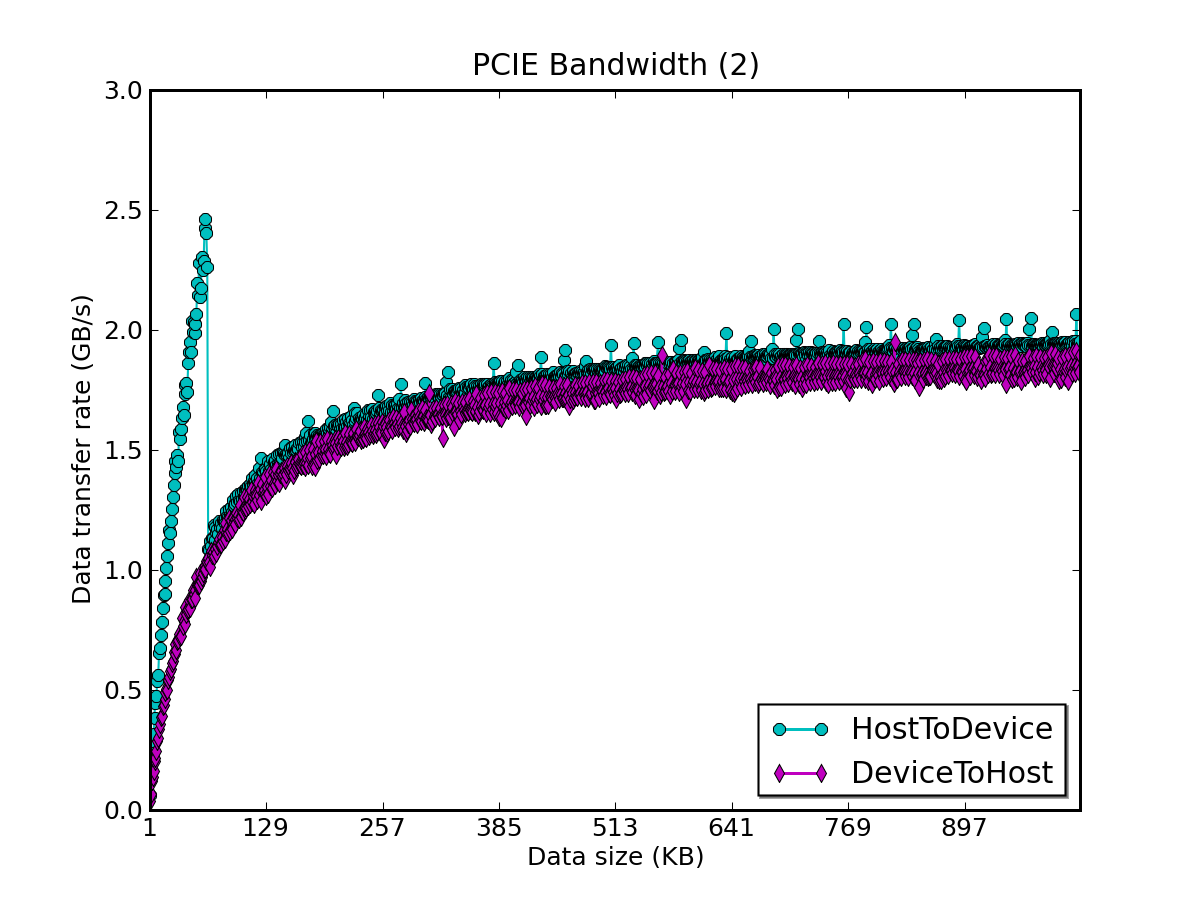 PCIE Bandwidth (2)
3.0
2.5
2.0
1.5
1.0
0.5
0.0
Data transfer rate (GB/s)
HostToDevice
DeviceToHost
1 129 257 385 513 641 769 897
Data size (KB)